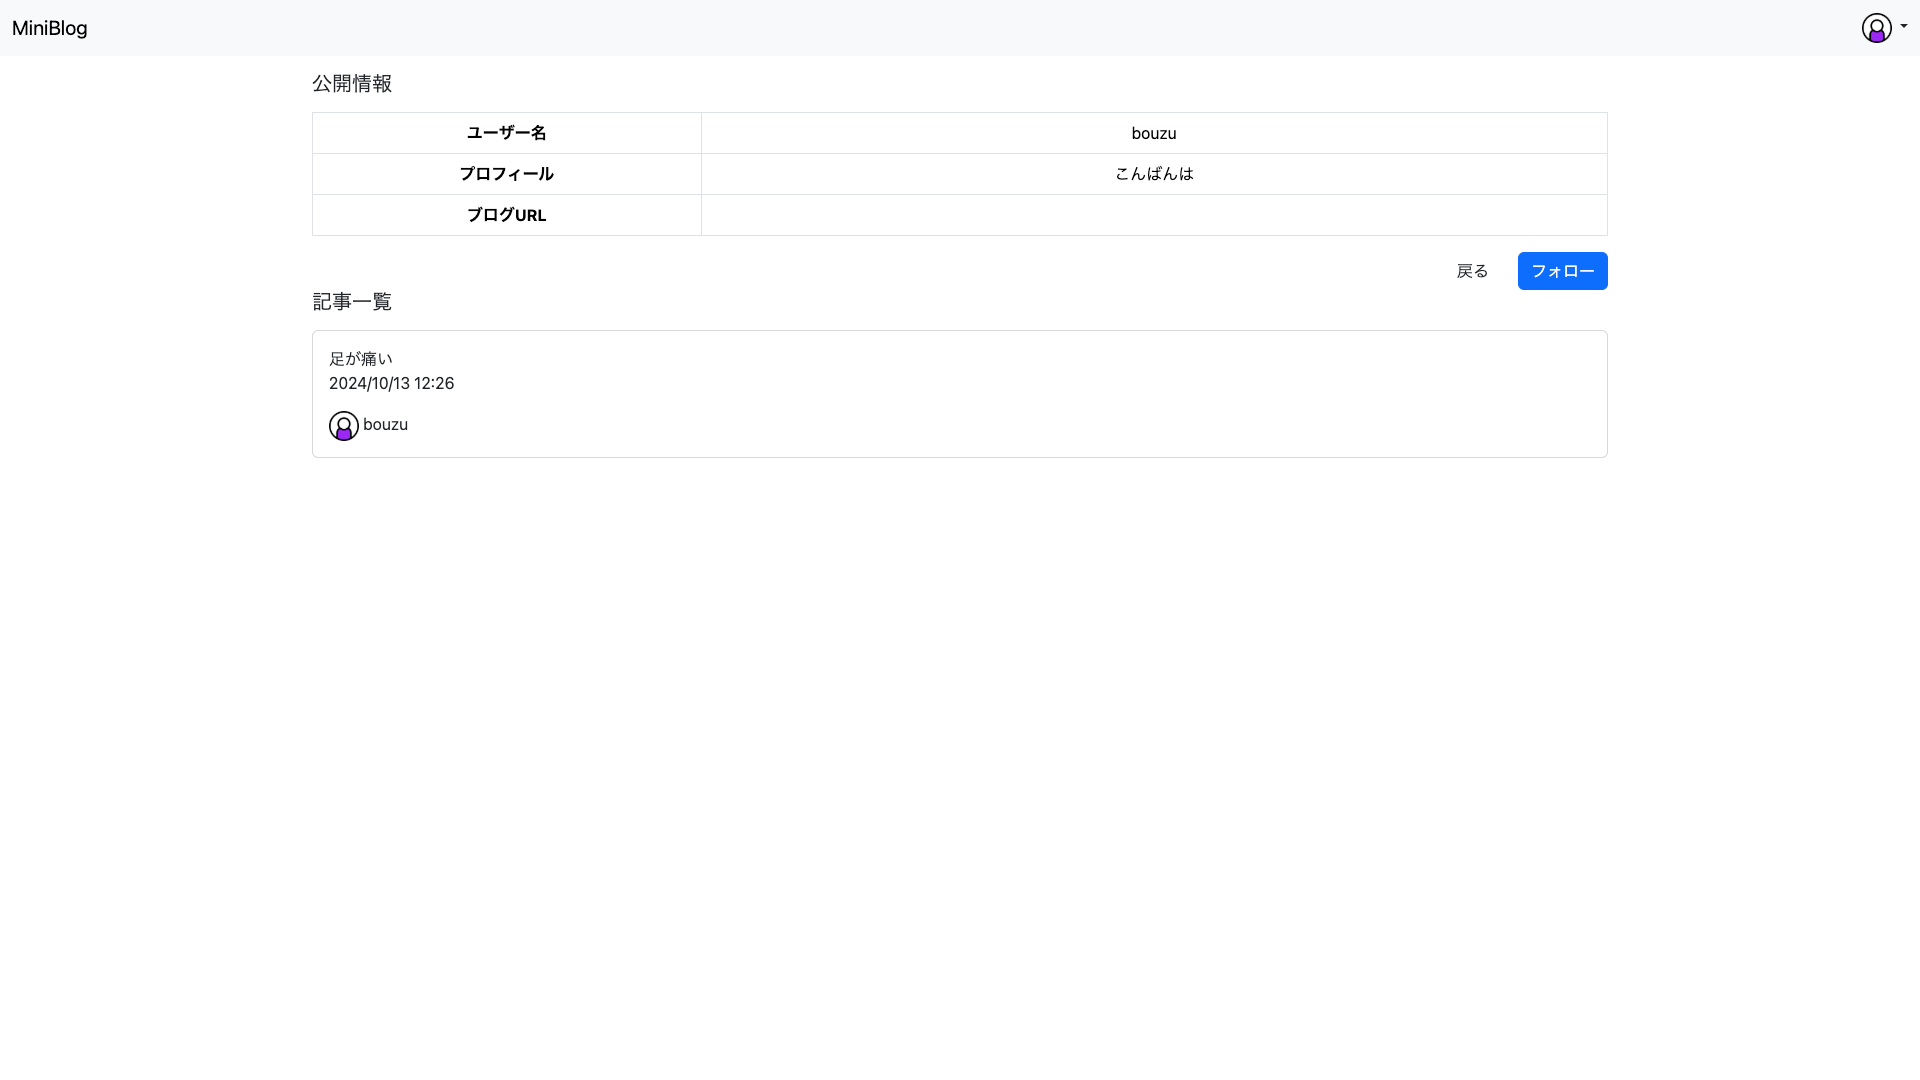 MiniBlog
公開情報
ユーザー名 bouzu
プロフィール こんばんは
ブログURL
戻る フォロー
記事一覧
足が痛い
2024/10/13 12:26
bouzu